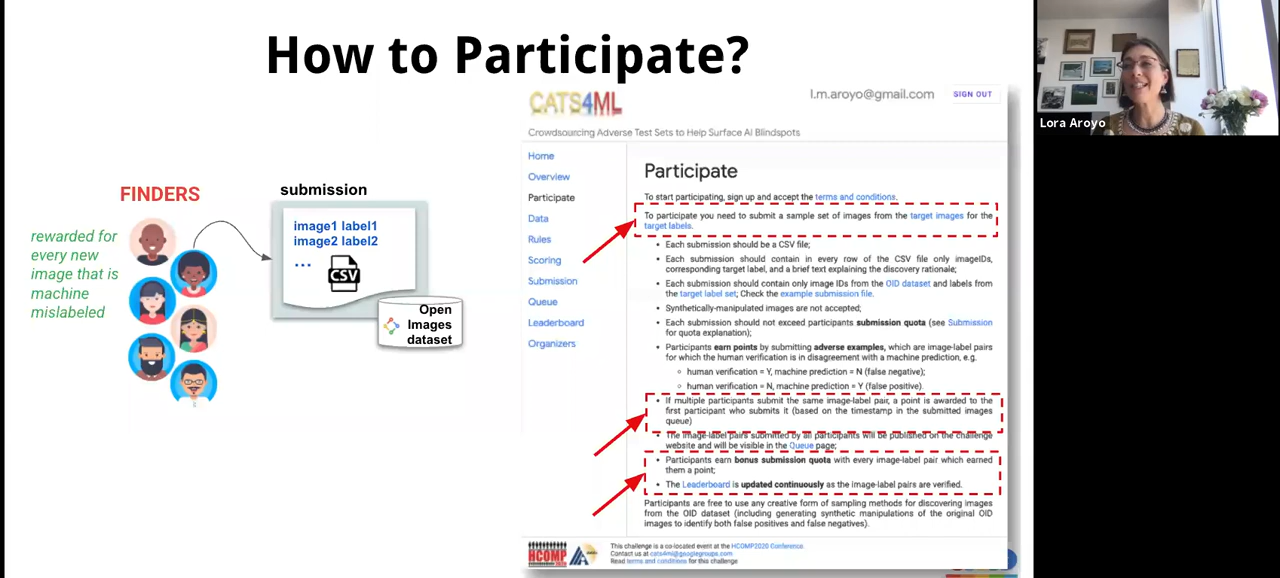 How to Participate?
FINDERS
rewarded for
every new
image that is
machine
mislabeled
submission
image1 label1
image2 label2
...
CSV
Open
Images
dataset
CATS4ML
l.m.aroyo@gmail.com
SIGN OUT
Crowdsourcing Adverse Test Sets to Help Surface AI Blindspots
Home
Overview
Participate
Data
Rules
Scoring
Submission
Queue
Leaderboard
Organizers
Participate
To start participating, sign up and accept the terms and conditions.
To participate you need to submit a sample set of images from the target images for the
target labels.
• Each submission should be a CSV file;
• Each submission should contain in every row of the CSV file only imageIDs,
corresponding target label, and a brief text explaining the discovery rationale;
• Each submission should contain only image IDs from the OID dataset and labels from
the target label set; Check the example submission file.
• Synthetically-manipulated images are not accepted;
• Each submission should not exceed participants submission quota (see Submission
for quota explanation);
• Participants earn points by submitting adverse examples, which are image-label pairs
for which the human verification is in disagreement with a machine prediction, e.g.
○ human verification = Y, machine prediction = N (false negative);
○ human verification = N, machine prediction = Y (false positive).
• If multiple participants submit the same image-label pair, a point is awarded to the
first participant who submits it (based on the timestamp in the submitted images
queue)
• The image-label pairs submitted by all participants will be published on the challenge
website and will be visible in the Queue page;
• Participants earn bonus submission quota with every image-label pair which earned
them a point;
• The Leaderboard is updated continuously as the image-label pairs are verified.
Participants are free to use any creative form of sampling methods for discovering images
from the OID dataset (including generating synthetic manipulations of the original OID
images to identify both false positives and false negatives).
HCOMP
This challenge is a co-located event at the HCOMP2020 Conference.
Contact us at cats4ml@googlegroups.com
Read terms and conditions for this challenge
Lora Aroyo